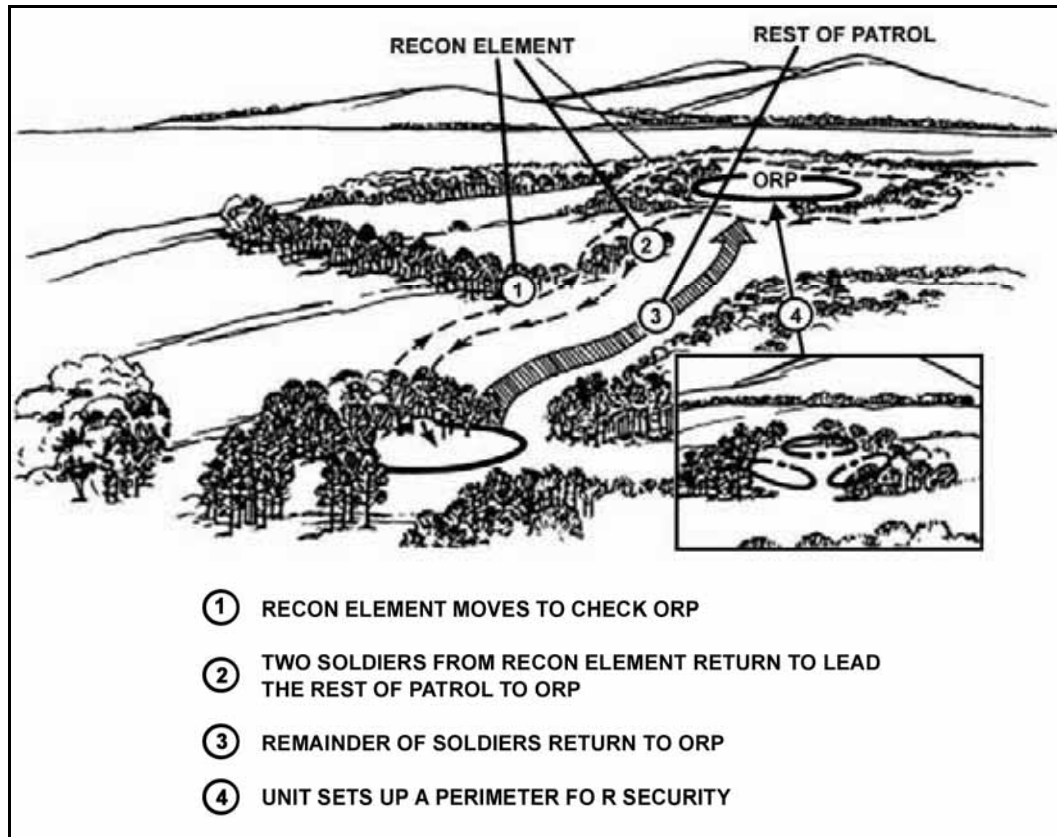 RECON ELEMENT
REST OF PATROL
ORP
2
1
3
4
1 RECON ELEMENT MOVES TO CHECK ORP
2 TWO SOLDIERS FROM RECON ELEMENT RETURN TO LEAD
THE REST OF PATROL TO ORP
3 REMAINDER OF SOLDIERS RETURN TO ORP
4 UNIT SETS UP A PERIMETER FO R SECURITY